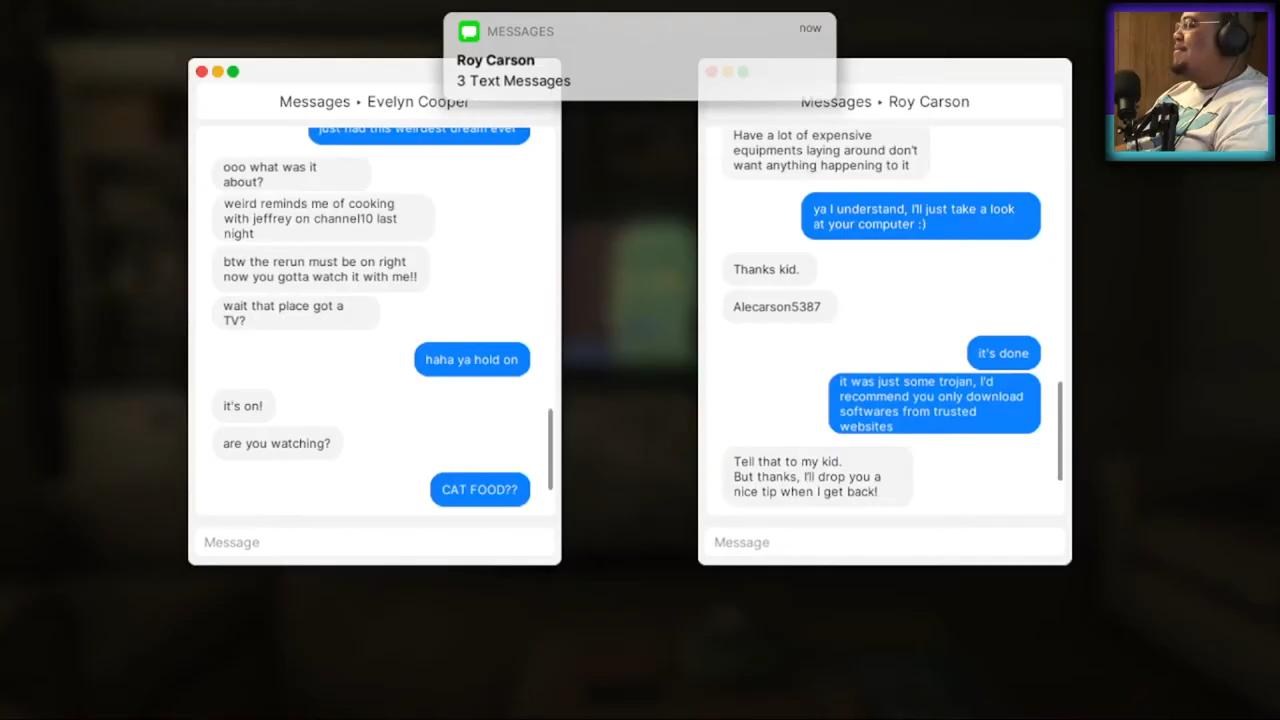 MESSAGES
now
Roy Carson
3 Text Messages
Messages ‣ Evelyn Cooper
just had this weirdest dream ever
ooo what was it
about?
weird reminds me of cooking
with jeffrey on channel10 last
night
btw the rerun must be on right
now you gotta watch it with me!!
wait that place got a
TV?
haha ya hold on
it's on!
are you watching?
CAT FOOD??
Message
Messages ‣ Roy Carson
Have a lot of expensive
equipments laying around don't
want anything happening to it
ya I understand, I'll just take a look
at your computer :)
Thanks kid.
Alecarson5387
it's done
it was just some trojan, I'd
recommend you only download
softwares from trusted
websites
Tell that to my kid.
But thanks, I'll drop you a
nice tip when I get back!
Message